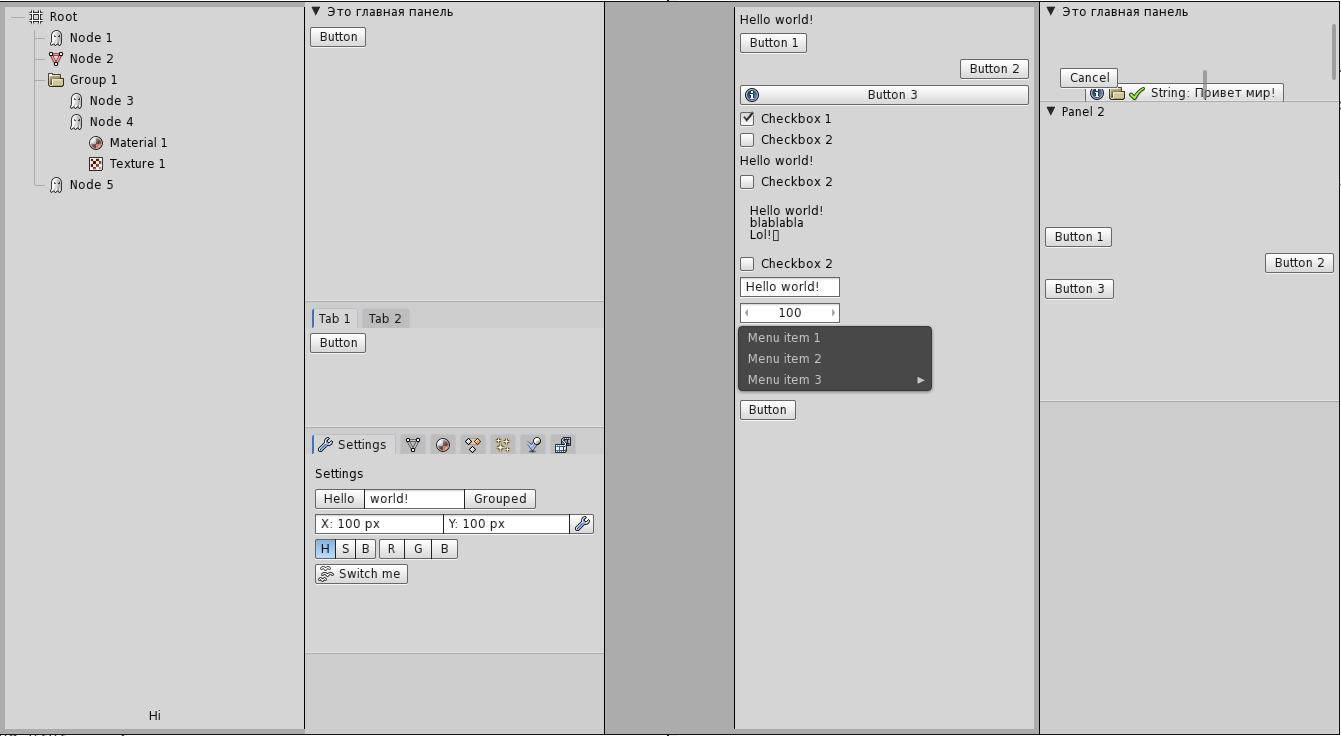 Root
Node 1
Node 2
Group 1
Node 3
Node 4
Material 1
Texture 1
Node 5
Hi
Это главная панель
Button
Tab 1 Tab 2
Button
Settings
Settings
Hello world! Grouped
X: 100 px Y: 100 px
H S B R G B
Switch me
Hello world!
Button 1
Button 2
Button 3
Checkbox 1
Checkbox 2
Hello world!
Checkbox 2
Hello world!
blablabla
Lol!
Checkbox 2
Hello world!
100
Menu item 1
Menu item 2
Menu item 3
Button
Это главная панель
Cancel
String: Привет мир!
Panel 2
Button 1
Button 2
Button 3